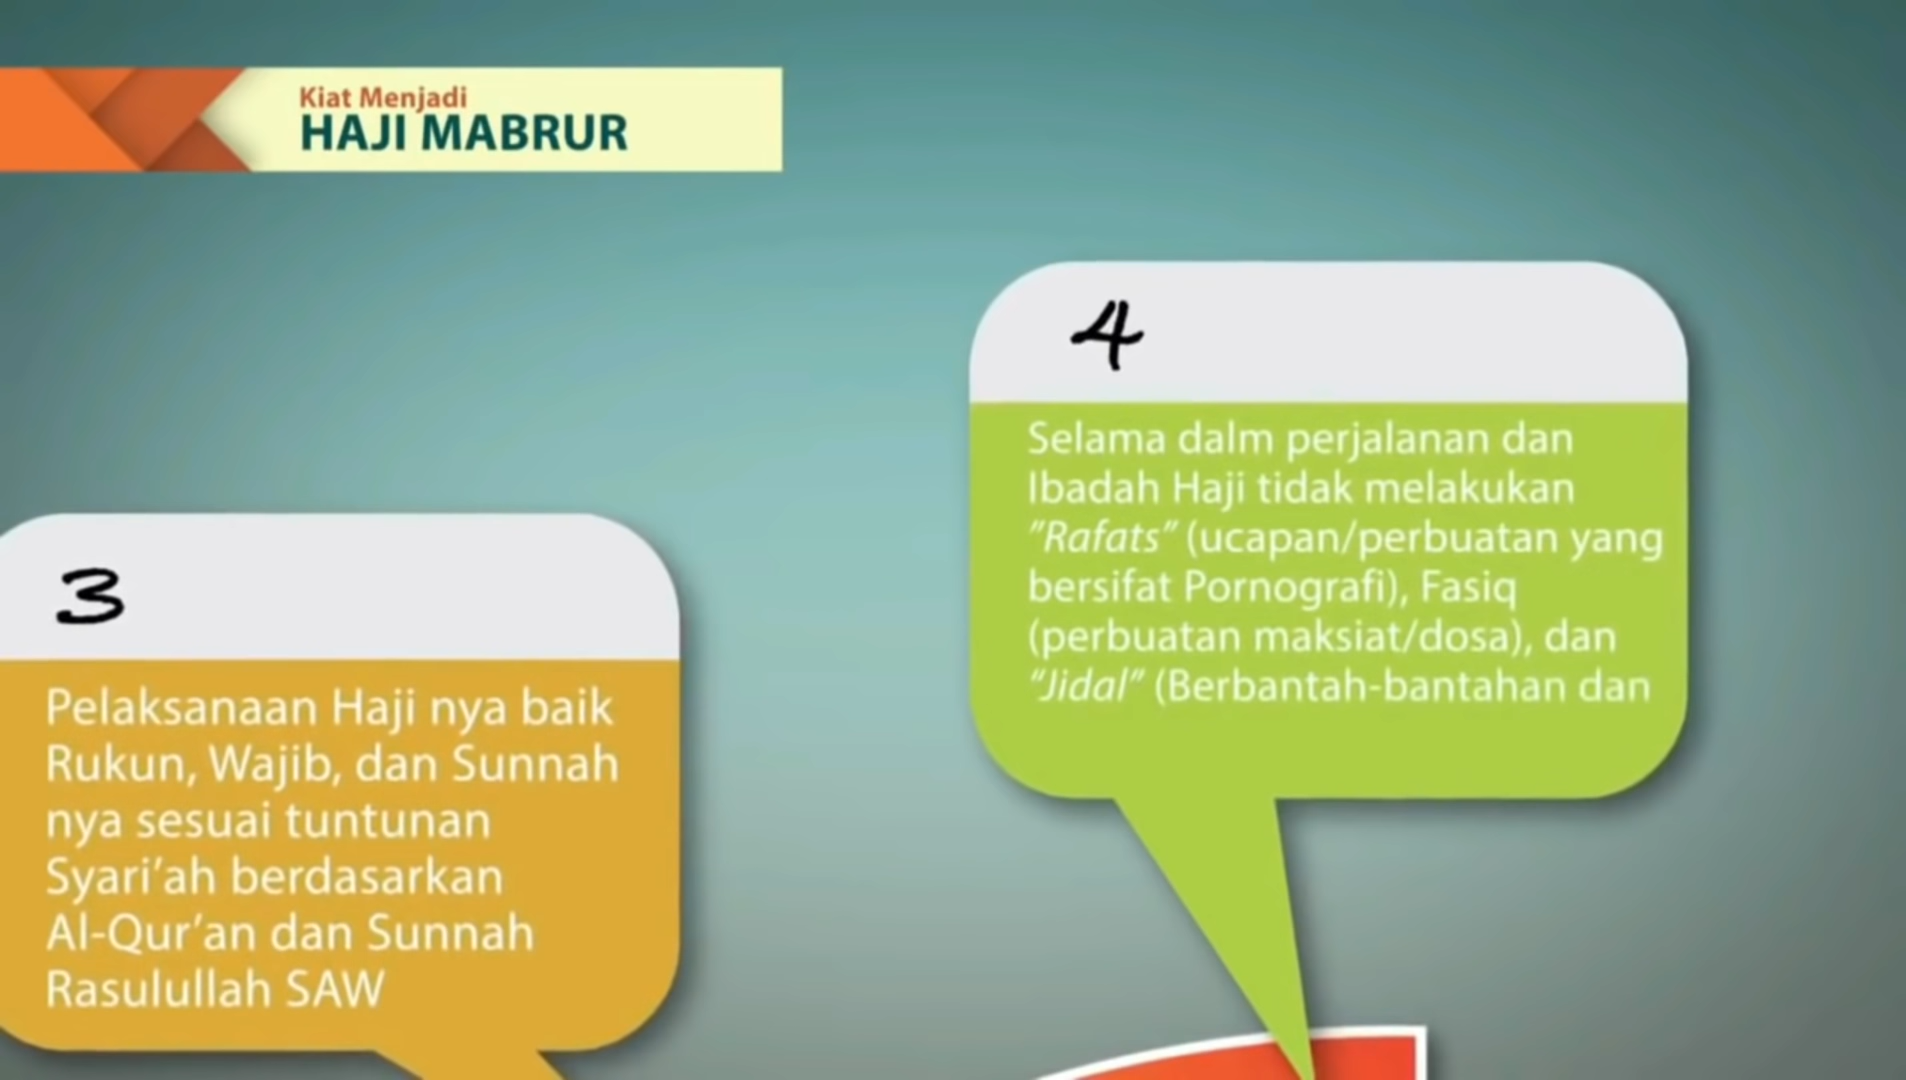 Kiat Menjadi
HAJI MABRUR
3
Pelaksanaan Haji nya baik
Rukun, Wajib, dan Sunnah
nya sesuai tuntunan
Syari'ah berdasarkan
Al-Qur'an dan Sunnah
Rasulullah SAW
4
Selama dalm perjalanan dan
Ibadah Haji tidak melakukan
"Rafats" (ucapan/perbuatan yang
bersifat Pornografi), Fasiq
(perbuatan maksiat/dosa), dan
"Jidal" (Berbantah-bantahan dan